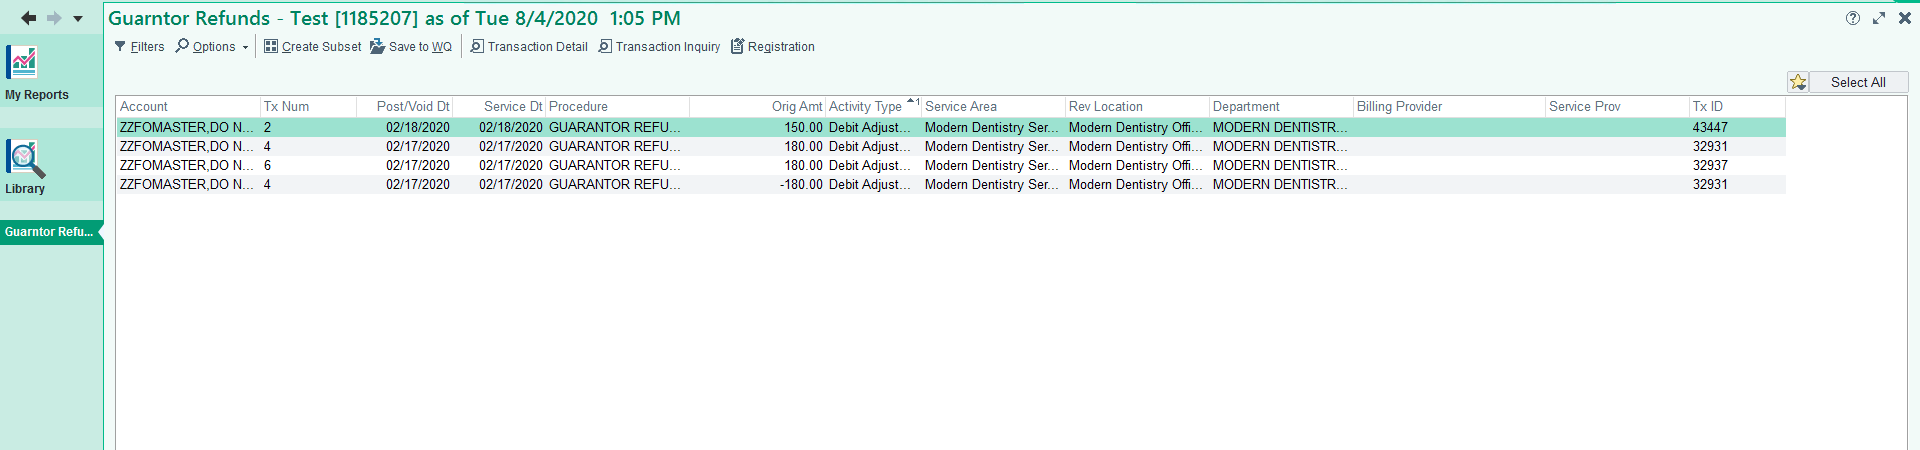 Guarntor Refunds - Test [1185207] as of Tue 8/4/2020 1:05 PM
Filters Options Create Subset Save to WQ Transaction Detail Transaction Inquiry Registration
My Reports
Library
Guarntor Refu...
Select All
Account Tx Num Post/Void Dt Service Dt Procedure Orig Amt Activity Type 1 Service Area Rev Location Department Billing Provider Service Prov Tx ID
ZZFOMASTER,DO N... 2 02/18/2020 02/18/2020 GUARANTOR REFU... 150.00 Debit Adjust... Modern Dentistry Ser... Modern Dentistry Offi... MODERN DENTISTR... 43447
ZZFOMASTER,DO N... 4 02/17/2020 02/17/2020 GUARANTOR REFU... 180.00 Debit Adjust... Modern Dentistry Ser... Modern Dentistry Offi... MODERN DENTISTR... 32931
ZZFOMASTER,DO N... 6 02/17/2020 02/17/2020 GUARANTOR REFU... 180.00 Debit Adjust... Modern Dentistry Ser... Modern Dentistry Offi... MODERN DENTISTR... 32937
ZZFOMASTER,DO N... 4 02/17/2020 02/17/2020 GUARANTOR REFU... -180.00 Debit Adjust... Modern Dentistry Ser... Modern Dentistry Offi... MODERN DENTISTR... 32931